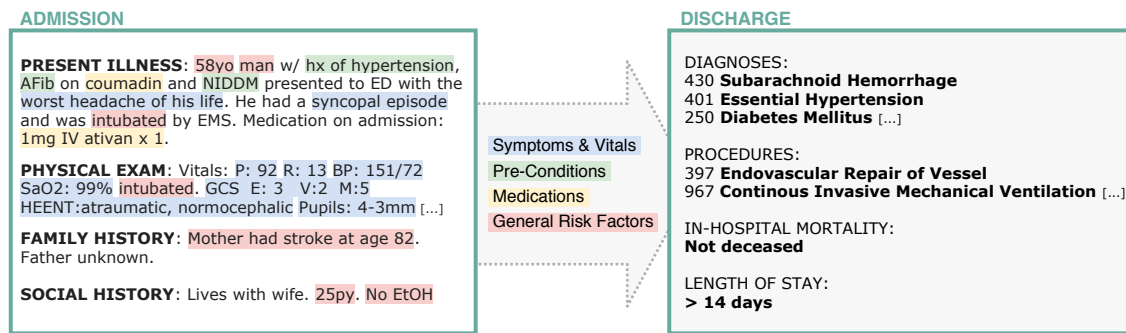 ADMISSION
PRESENT ILLNESS: 58yo man w/ hx of hypertension,
AFib on coumadin and NIDDM presented to ED with the
worst headache of his life. He had a syncopal episode
and was intubated by EMS. Medication on admission:
1mg IV ativan x 1.
PHYSICAL EXAM: Vitals: P: 92 R: 13 BP: 151/72
SaO2: 99% intubated. GCS E: 3 V:2 M:5
HEENT:atraumatic, normocephalic Pupils: 4-3mm [...]
FAMILY HISTORY: Mother had stroke at age 82.
Father unknown.
SOCIAL HISTORY: Lives with wife. 25py. No EtOH
Symptoms & Vitals
Pre-Conditions
Medications
General Risk Factors
DISCHARGE
DIAGNOSES:
430 Subarachnoid Hemorrhage
401 Essential Hypertension
250 Diabetes Mellitus [...]
PROCEDURES:
397 Endovascular Repair of Vessel
967 Continous Invasive Mechanical Ventilation [...]
IN-HOSPITAL MORTALITY:
Not deceased
LENGTH OF STAY:
> 14 days